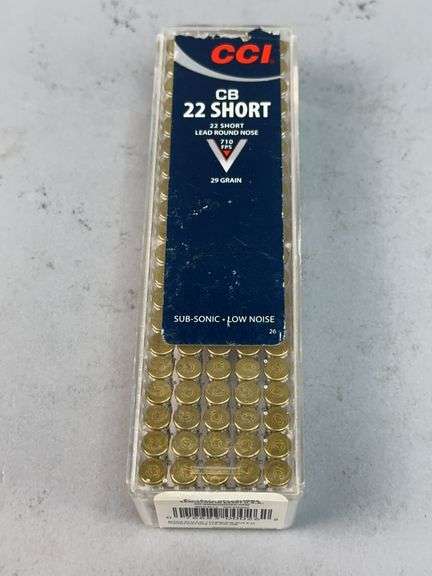 CCI
CB
22 SHORT
22 SHORT
LEAD ROUND NOSE
710
FPS
29 GRAIN
SUB-SONIC • LOW NOISE
26